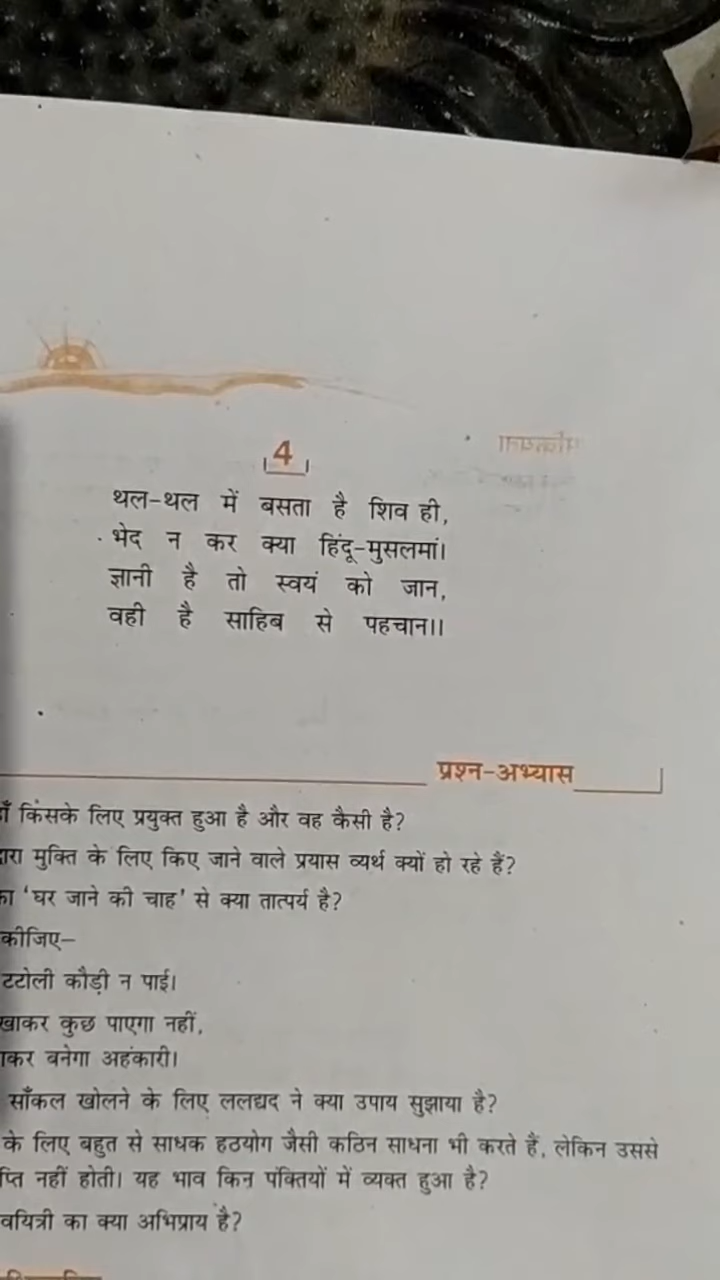 4
थल-थल में बसता है शिव ही,
भेद न कर क्या हिंदू-मुसलमां।
ज्ञानी है तो स्वयं को जान,
वही है साहिब से पहचान।।
प्रश्न-अभ्यास
किसके लिए प्रयुक्त हुआ है और वह कैसी है?
मुक्ति के लिए किए जाने वाले प्रयास व्यर्थ क्यों हो रहे हैं?
'घर जाने की चाह' से क्या तात्पर्य है?
कीजिए–
टटोली कौड़ी न पाई।
खाकर कुछ पाएगा नहीं,
बनेगा अहंकारी।
साँकल खोलने के लिए ललद्यद ने क्या उपाय सुझाया है?
के लिए बहुत से साधक हठयोग जैसी कठिन साधना भी करते हैं, लेकिन उससे
नहीं होती। यह भाव किन पंक्तियों में व्यक्त हुआ है?
का क्या अभिप्राय है?